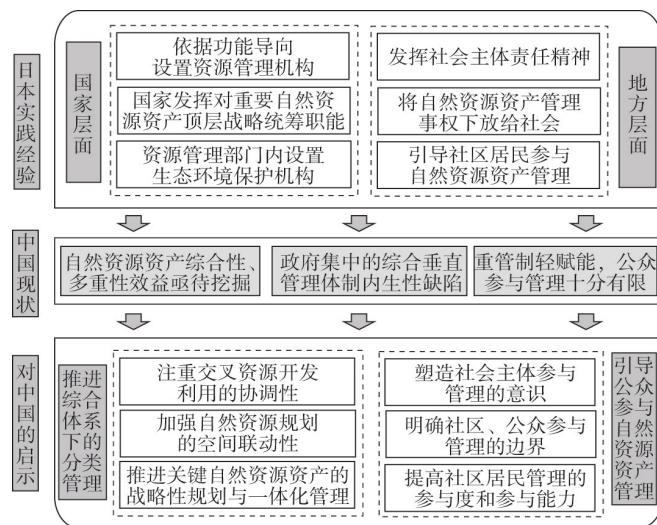 日本实践经验
国家层面
依据功能导向
设置资源管理机构
国家发挥对重要自然资
源资产顶层战略统筹职能
资源管理部门内设置
生态环境保护机构
发挥社会主体责任精神
将自然资源资产管理
事权下放给社会
引导社区居民参与
自然资源资产管理
地方层面
中国现状
自然资源资产综合性、
多重性效益亟待挖掘
政府集中的综合垂直
管理体制内生性缺陷
重管制轻赋能，公众
参与管理十分有限
对中国的启示
推进综合体系下的分类管理
注重交叉资源开发
利用的协调性
加强自然资源规划
的空间联动性
推进关键自然资源资产的
战略性规划与一体化管理
塑造社会主体参与
管理的意识
明确社区、公众参与
管理的边界
提高社区居民管理的
参与度和参与能力
引导公众参与自然资源资产管理